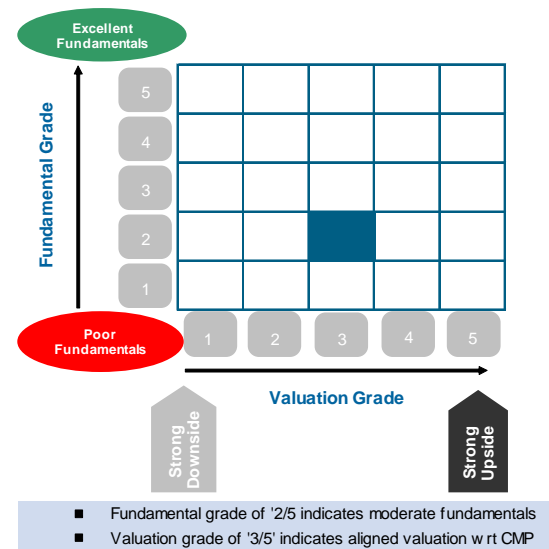 Excellent
Fundamentals
Fundamental Grade
5
4
3
2
1
Poor
Fundamentals
1 2 3 4 5
Valuation Grade
Strong
Downside
Strong
Upside
■ Fundamental grade of '2/5 indicates moderate fundamentals
■ Valuation grade of '3/5' indicates aligned valuation w rt CMP